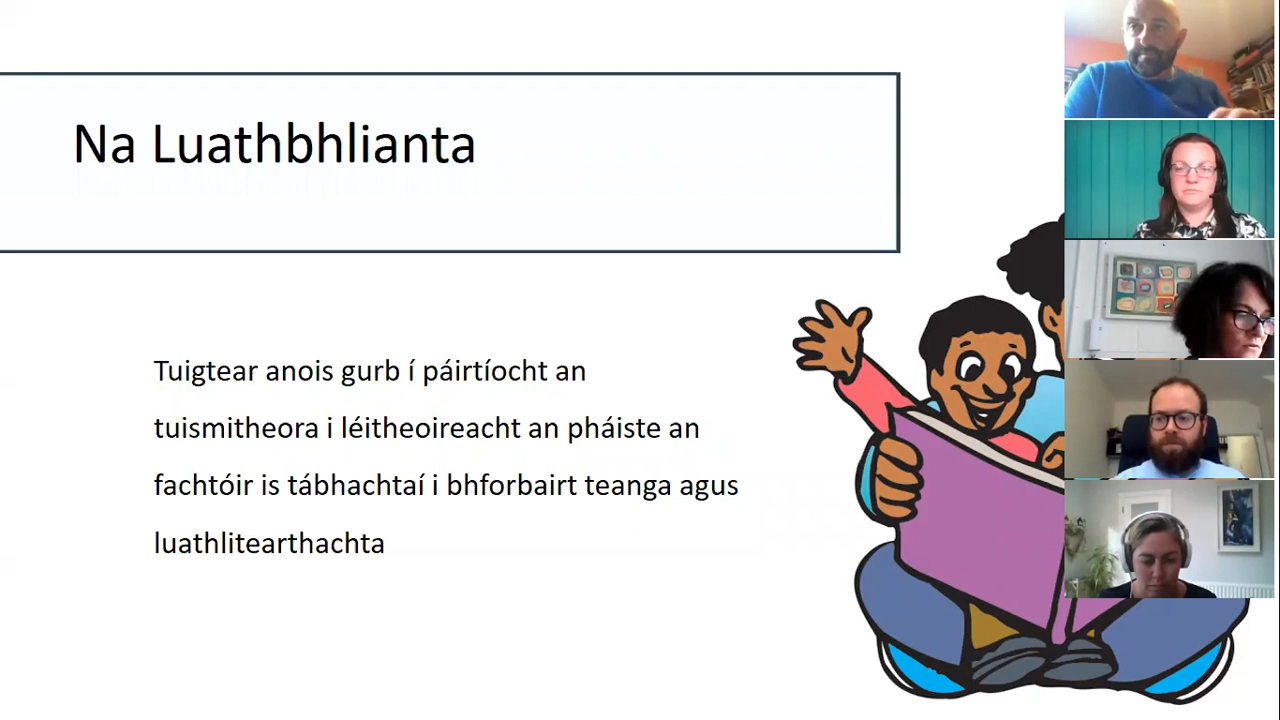 Na Luathbhlianta
Tuigtear anois gurb í páirtíocht an
tuismitheora i léitheoireacht an pháiste an
fachtóir is tábhachtaí i bhforbairt teanga agus
luathlitearthachta